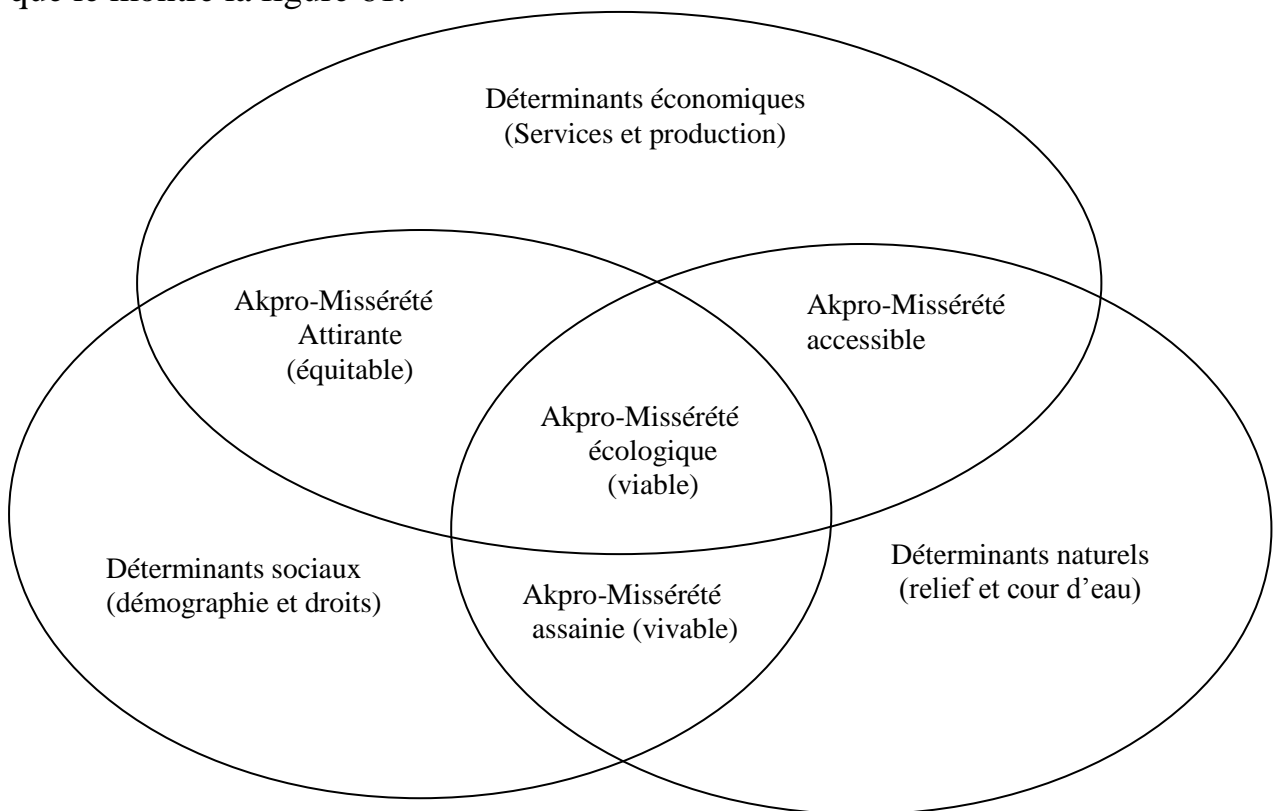 que le montre la figure 61.
Déterminants économiques
(Services et production)
Akpro-Missérété
Attirante
(équitable)
Akpro-Missérété
accessible
Akpro-Missérété
écologique
(viable)
Déterminants sociaux
(démographie et droits)
Déterminants naturels
(relief et cour d’eau)
Akpro-Missérété
assainie (vivable)